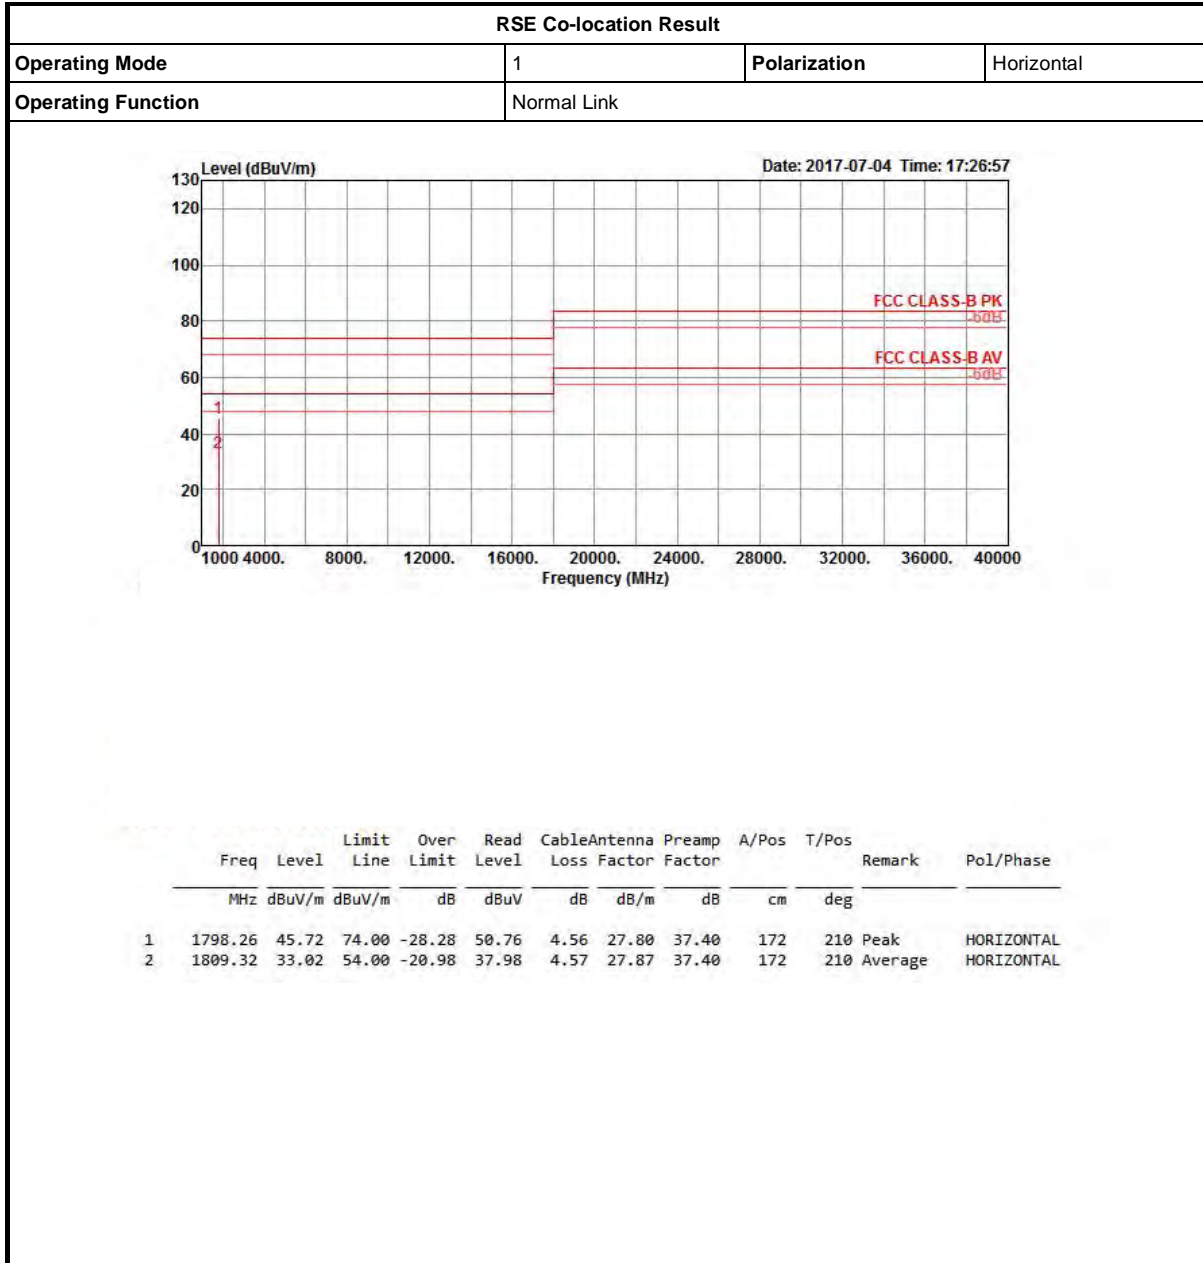 RSE Co-location Result
Operating Mode 1 Polarization Horizontal
Operating Function Normal Link
Level (dBuV/m) Date: 2017-07-04 Time: 17:26:57
130
120
100
FCC CLASS-B PK
80
-6dB
FCC CLASS-B AV
60
-6dB
1
40
2
20
0
1000 4000. 8000. 12000. 16000. 20000. 24000. 28000. 32000. 36000. 40000
Frequency (MHz)
Limit Over Read CableAntenna Preamp A/Pos T/Pos
Freq Level Line Limit Level Loss Factor Factor Remark Pol/Phase
MHz dBuV/m dBuV/m dB dBuV dB dB/m dB cm deg
1 1798.26 45.72 74.00 -28.28 50.76 4.56 27.80 37.40 172 210 Peak HORIZONTAL
2 1809.32 33.02 54.00 -20.98 37.98 4.57 27.87 37.40 172 210 Average HORIZONTAL